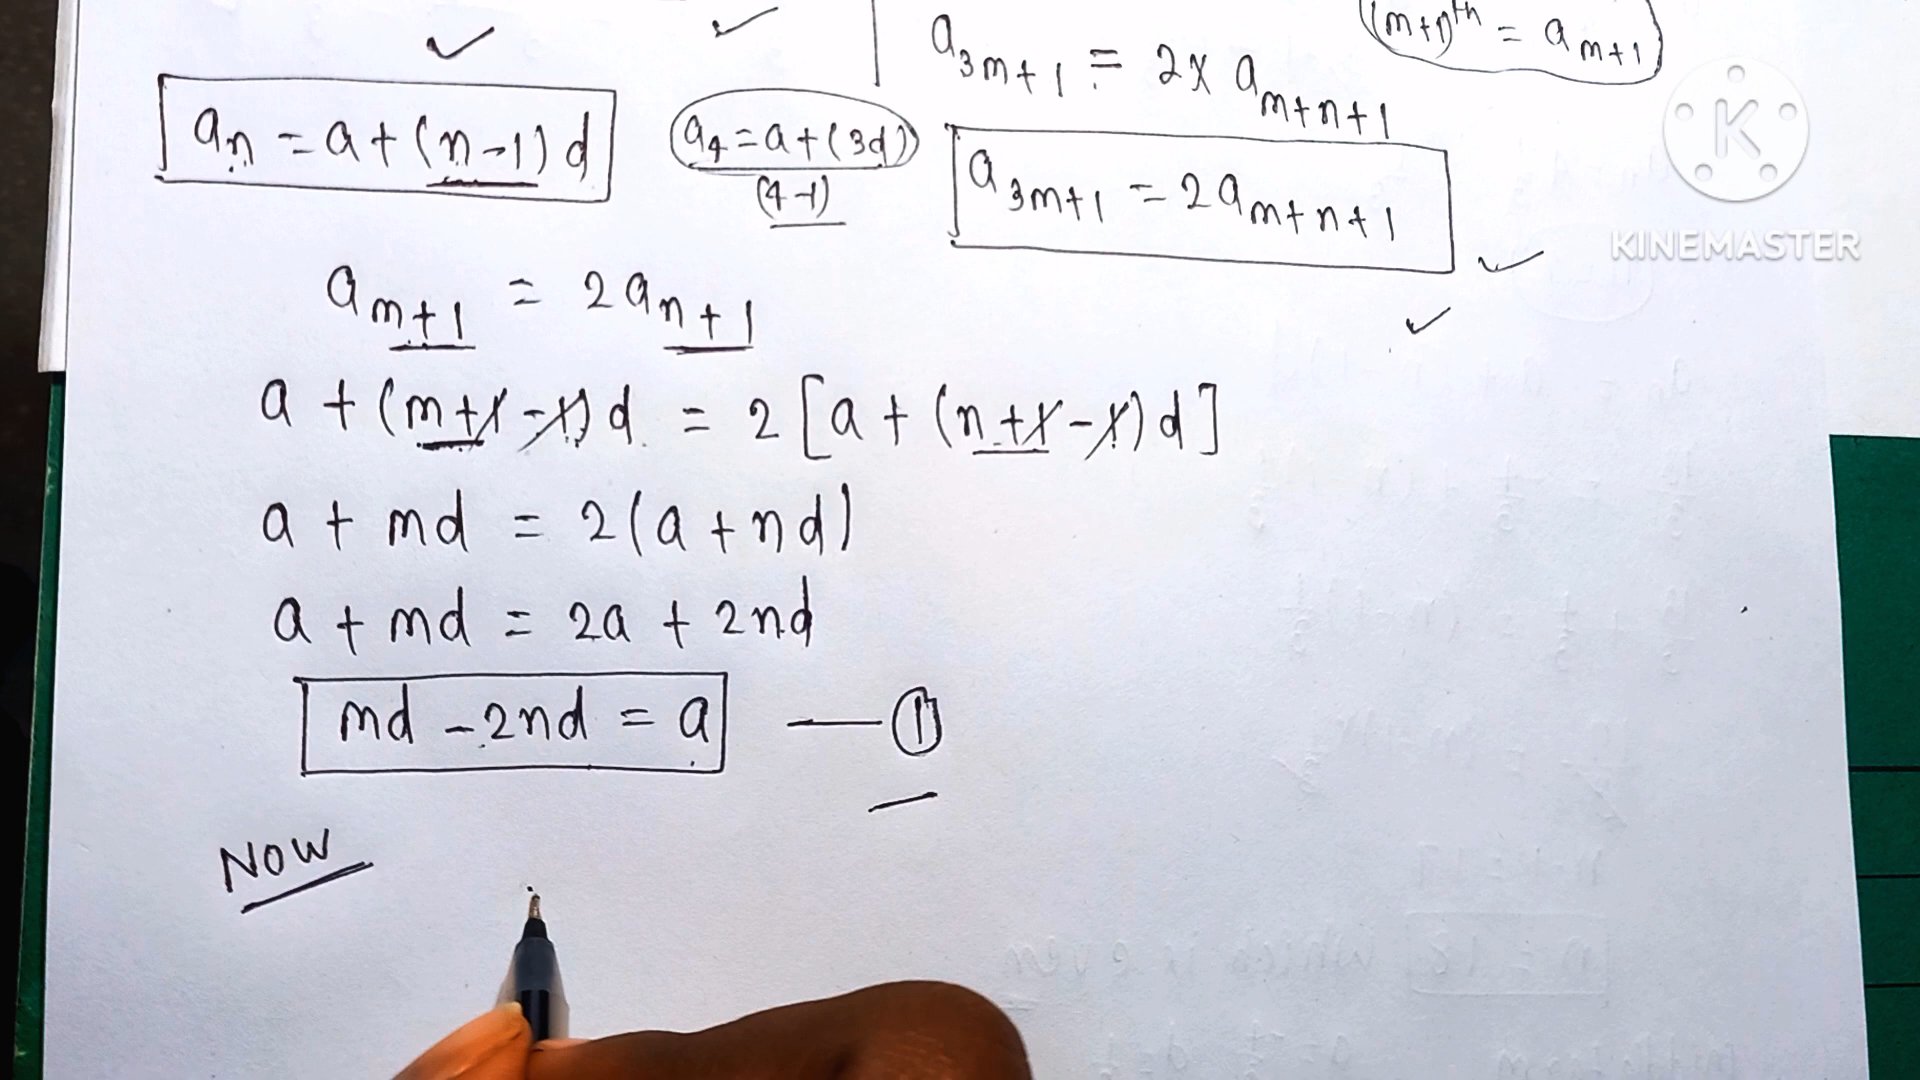 (m+1)th = am+1
a3m+1 = 2x am+n+1
an = a+(n-1)d
a4=a+(3d)
(4-1)
a3m+1 = 2am+n+1
KINEMASTER
am+1 = 2an+1
a + (m+1-1)d = 2[a + (n+1-1)d]
a + md = 2(a+nd)
a + md = 2a + 2nd
md - 2nd = a — ①
NOW